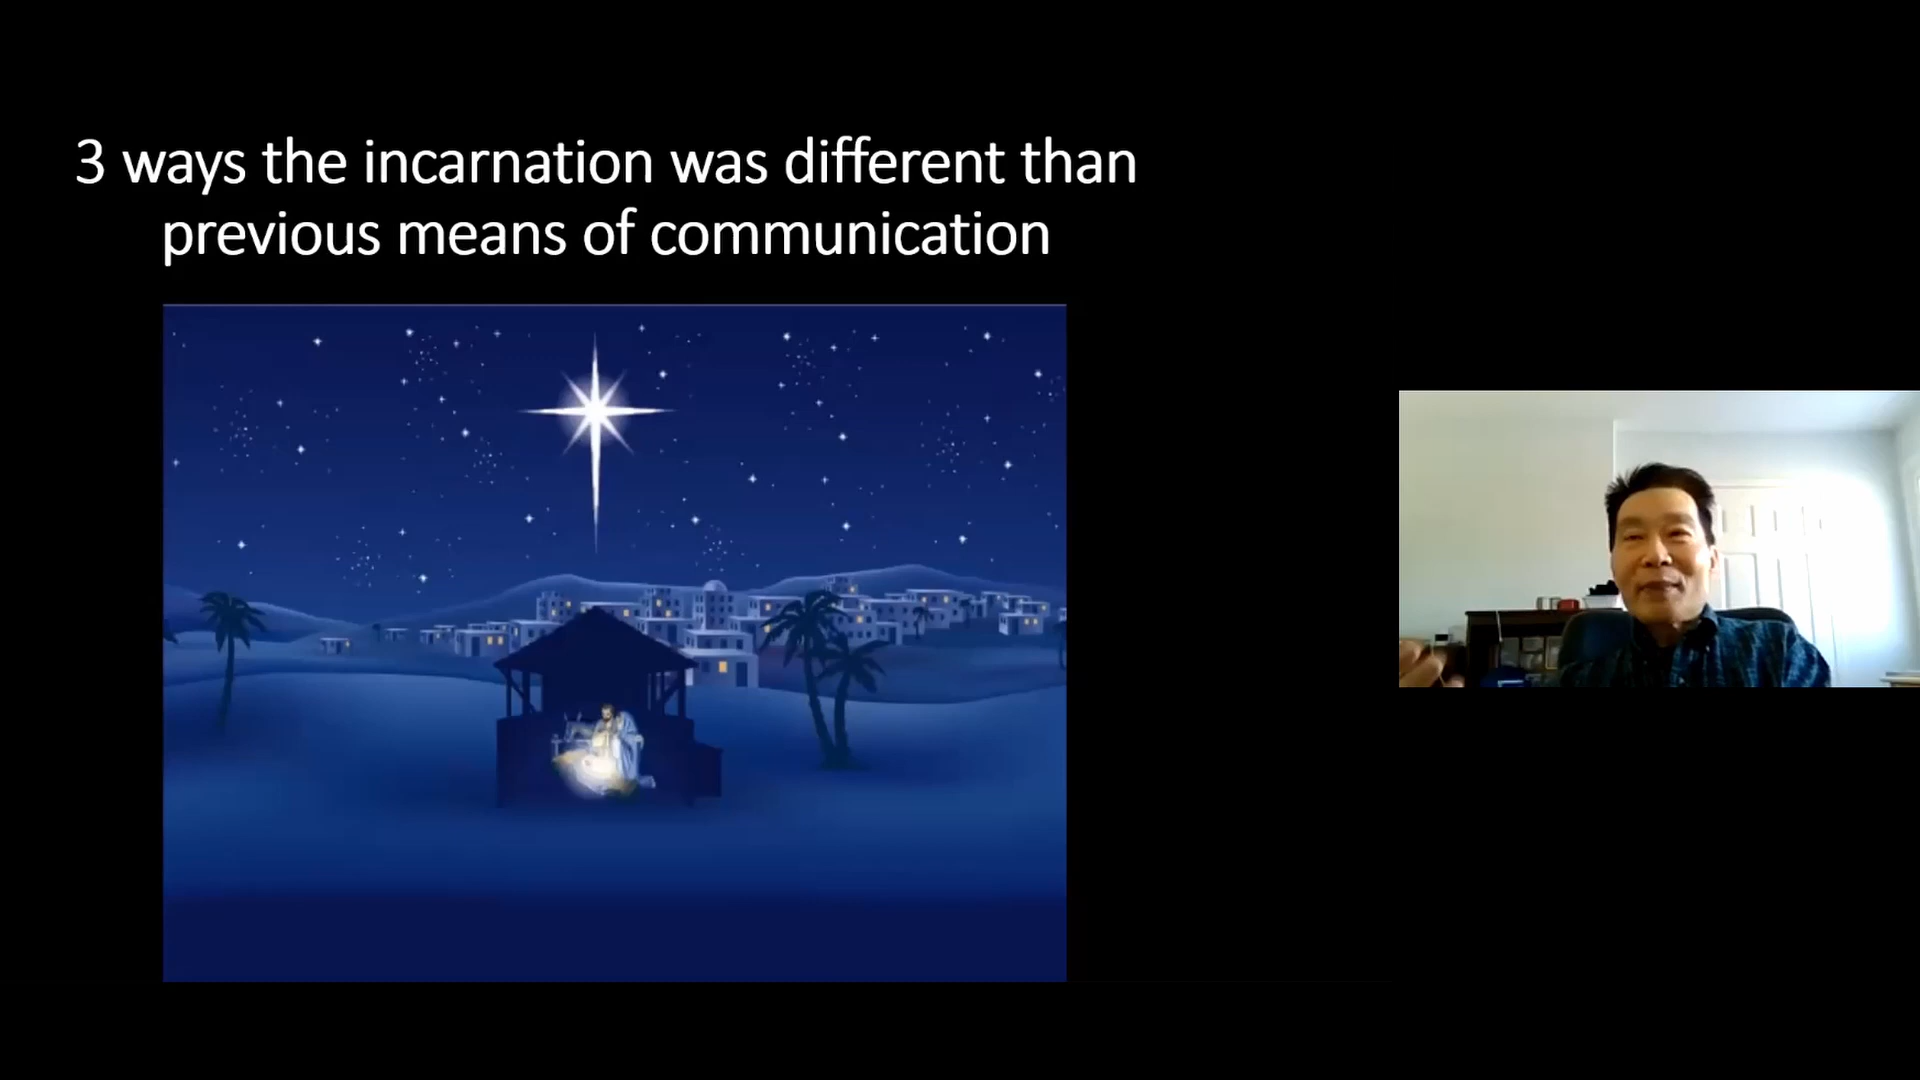 3 ways the incarnation was different than
previous means of communication